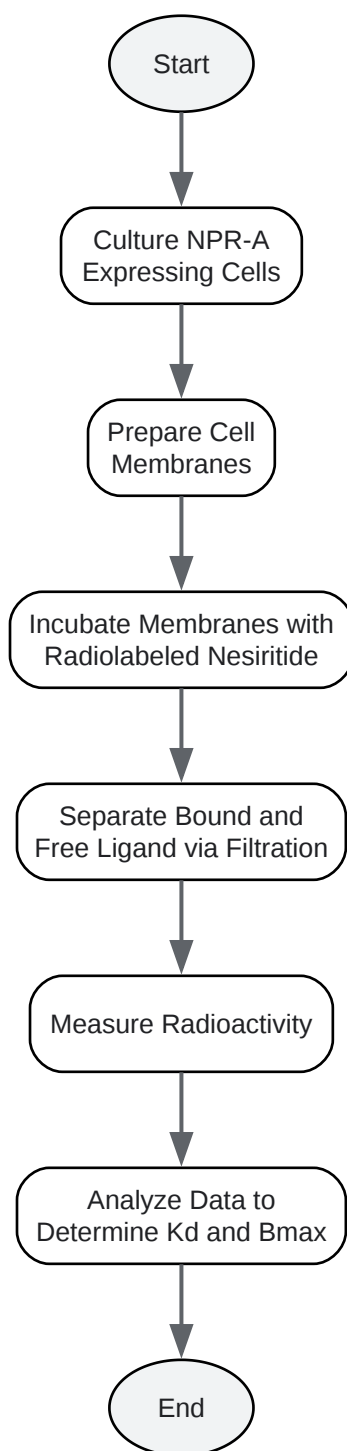 Start
Culture NPR-A
Expressing Cells
Prepare Cell
Membranes
Incubate Membranes with
Radiolabeled Nesiritide
Separate Bound and
Free Ligand via Filtration
Measure Radioactivity
Analyze Data to
Determine Kd and Bmax
End